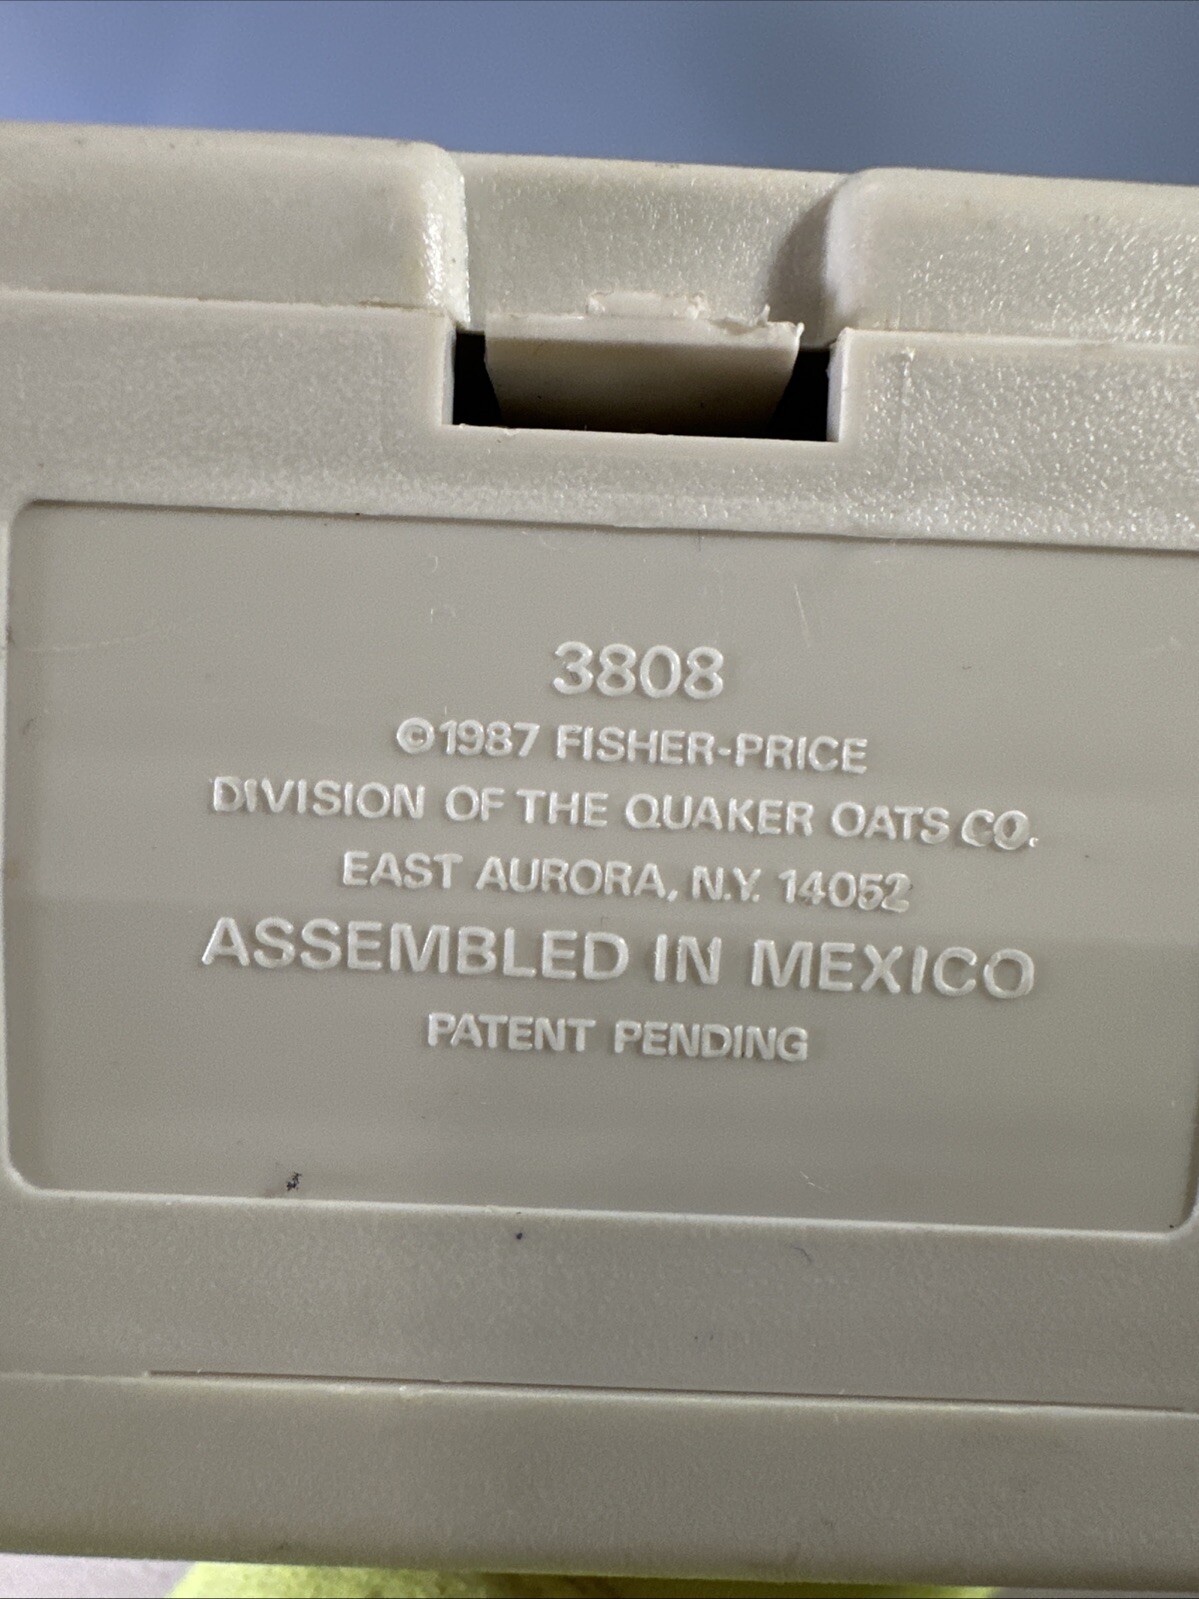 3808
©1987 FISHER-PRICE
DIVISION OF THE QUAKER OATS CO.
EAST AURORA, N.Y. 14052
ASSEMBLED IN MEXICO
PATENT PENDING